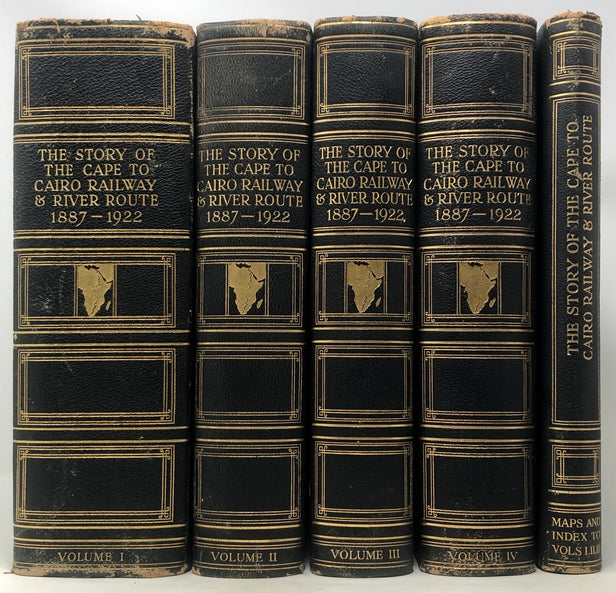 THE STORY OF
THE CAPE TO
CAIRO RAILWAY
& RIVER ROUTE
1887—1922
VOLUME I
THE STORY OF
THE CAPE TO
CAIRO RAILWAY
& RIVER ROUTE
1887—1922
VOLUME II
THE STORY OF
THE CAPE TO
CAIRO RAILWAY
& RIVER ROUTE
1887—1922.
VOLUME III
THE STORY OF
THE CAPE TO
CAIRO RAILWAY
& RIVER ROUTE
1887—1922
VOLUME IV
THE STORY OF THE CAPE TO
CAIRO RAILWAY & RIVER ROUTE
MAPS AND
INDEX TO
VOLS I.II.III